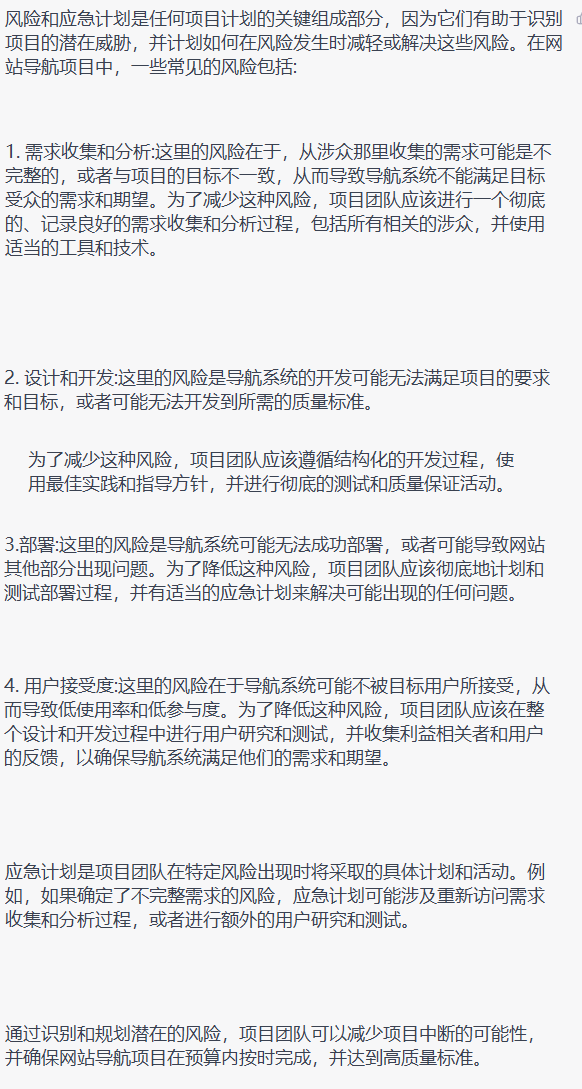 风险和应急计划是任何项目计划的关键组成部分，因为它们有助于识别
项目的潜在威胁，并计划如何在风险发生时减轻或解决这些风险。在网
站导航项目中，一些常见的风险包括:
1. 需求收集和分析:这里的风险在于，从涉众那里收集的需求可能是不
完整的，或者与项目的目标不一致，从而导致导航系统不能满足目标
受众的需求和期望。为了减少这种风险，项目团队应该进行一个彻底
的、记录良好的需求收集和分析过程，包括所有相关的涉众，并使用
适当的工具和技术。
2. 设计和开发:这里的风险是导航系统的开发可能无法满足项目的要求
和目标，或者可能无法开发到所需的质量标准。
为了减少这种风险，项目团队应该遵循结构化的开发过程，使
用最佳实践和指导方针，并进行彻底的测试和质量保证活动。
3.部署:这里的风险是导航系统可能无法成功部署，或者可能导致网站
其他部分出现问题。为了降低这种风险，项目团队应该彻底地计划和
测试部署过程，并有适当的应急计划来解决可能出现的任何问题。
4. 用户接受度:这里的风险在于导航系统可能不被目标用户所接受，从
而导致低使用率和低参与度。为了降低这种风险，项目团队应该在整
个设计和开发过程中进行用户研究和测试，并收集利益相关者和用户
的反馈，以确保导航系统满足他们的需求和期望。
应急计划是项目团队在特定风险出现时将采取的具体计划和活动。例
如，如果确定了不完整需求的风险，应急计划可能涉及重新访问需求
收集和分析过程，或者进行额外的用户研究和测试。
通过识别和规划潜在的风险，项目团队可以减少项目中断的可能性，
并确保网站导航项目在预算内按时完成，并达到高质量标准。